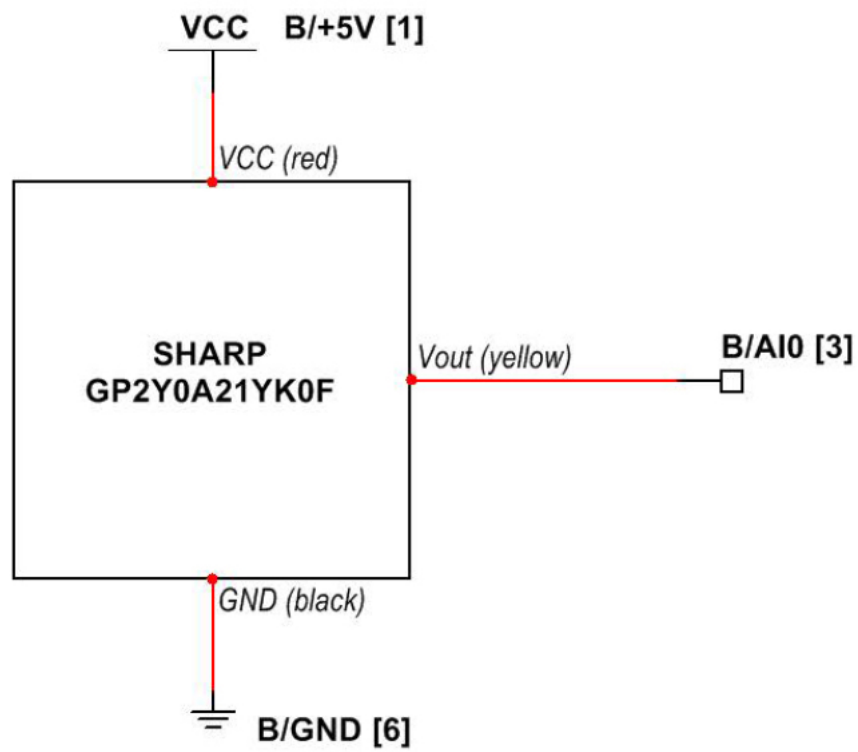 VCC B/+5V [1]
VCC (red)
SHARP
GP2Y0A21YK0F
Vout (yellow)
B/AI0 [3]
GND (black)
B/GND [6]